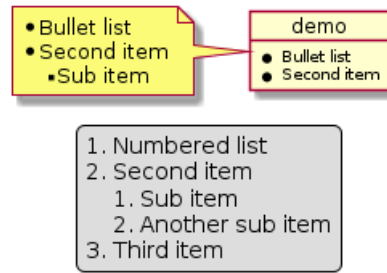 • Bullet list
• Second item
▪ Sub item
demo
• Bullet list
• Second item
1. Numbered list
2. Second item
1. Sub item
2. Another sub item
3. Third item